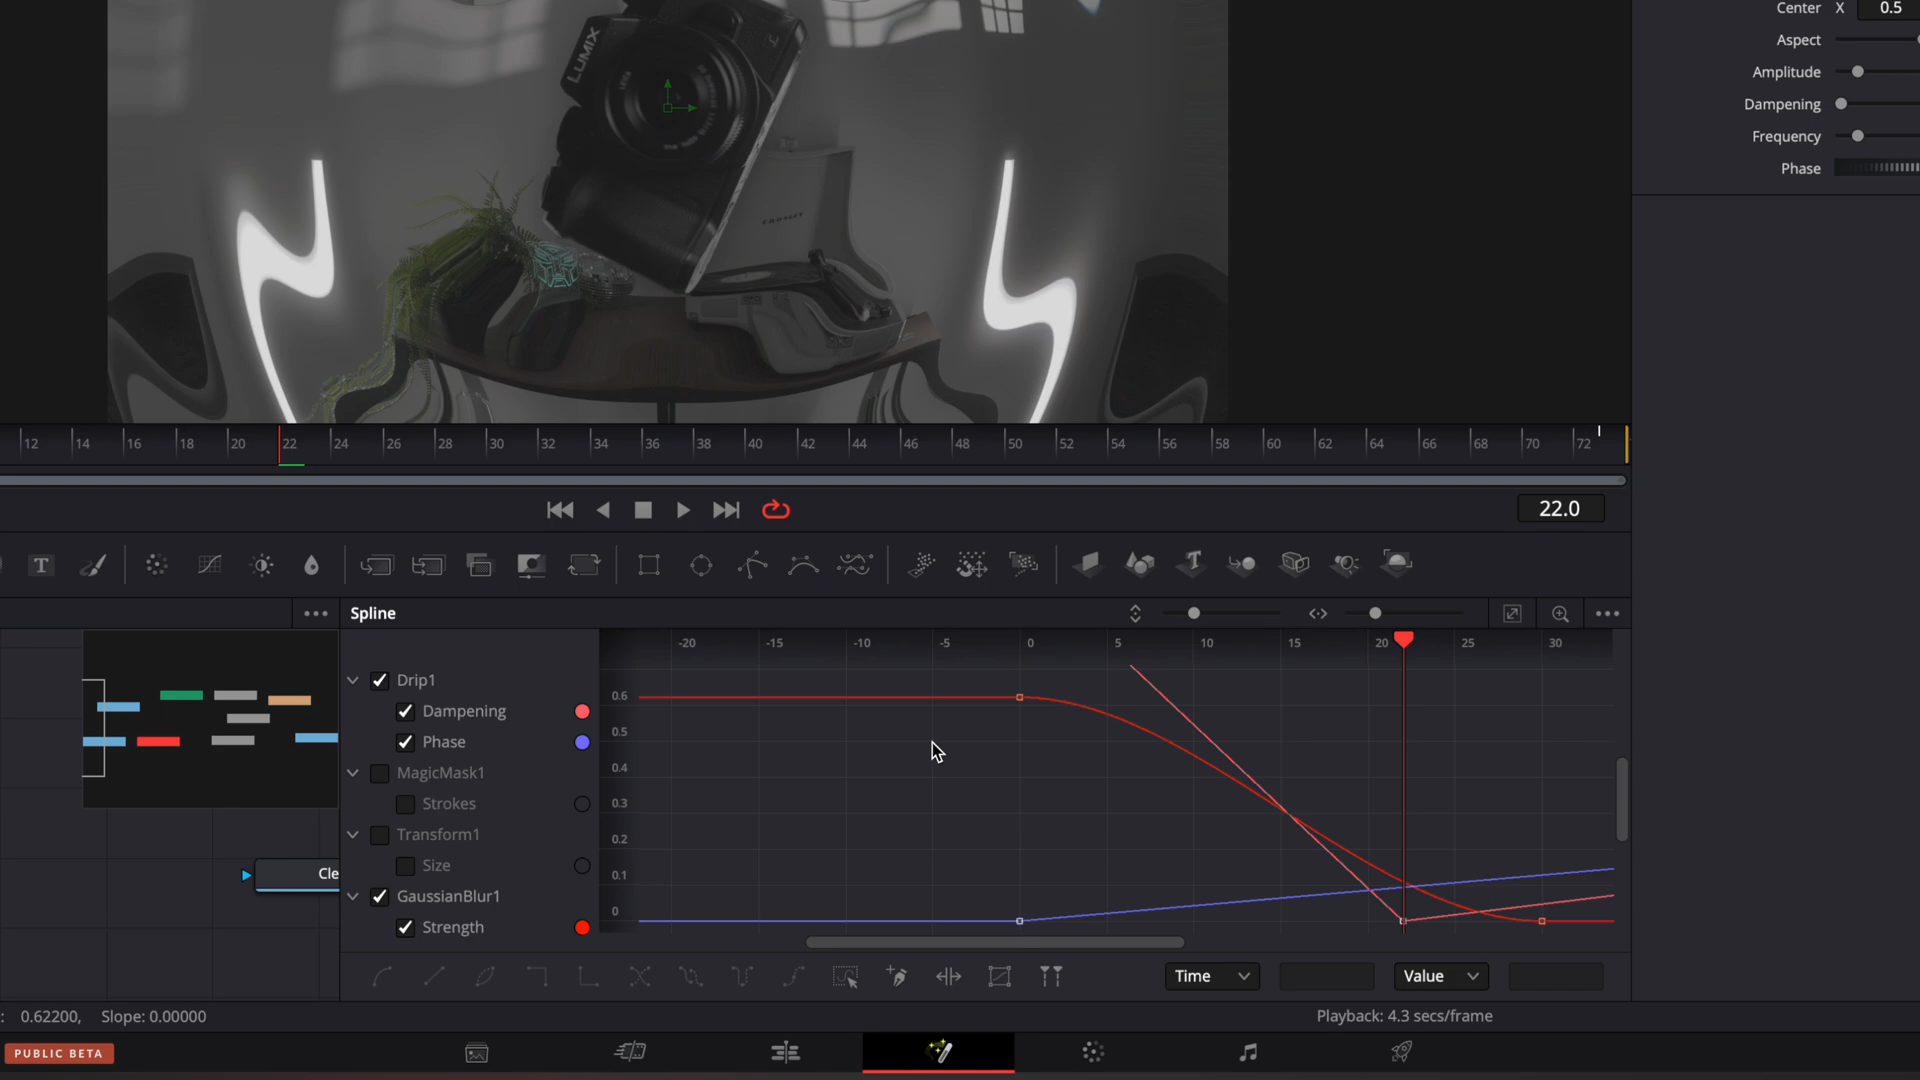 Center X 0.5
Aspect
Amplitude
Dampening
Frequency
Phase
LUMIX
CROSLEY
12 14 16 18 20 22 24 26 28 30 32 34 36 38 40 42 44 46 48 50 52 54 56 58 60 62 64 66 68 70 72
22.0
T
Spline
-20 -15 -10 -5 0 5 10 15 20 25 30
Drip1
Dampening
Phase
MagicMask1
Strokes
Transform1
Size
GaussianBlur1
Strength
0.6
0.5
0.4
0.3
0.2
0.1
0
Cle
Time Value
: 0.62200, Slope: 0.00000
Playback: 4.3 secs/frame
PUBLIC BETA